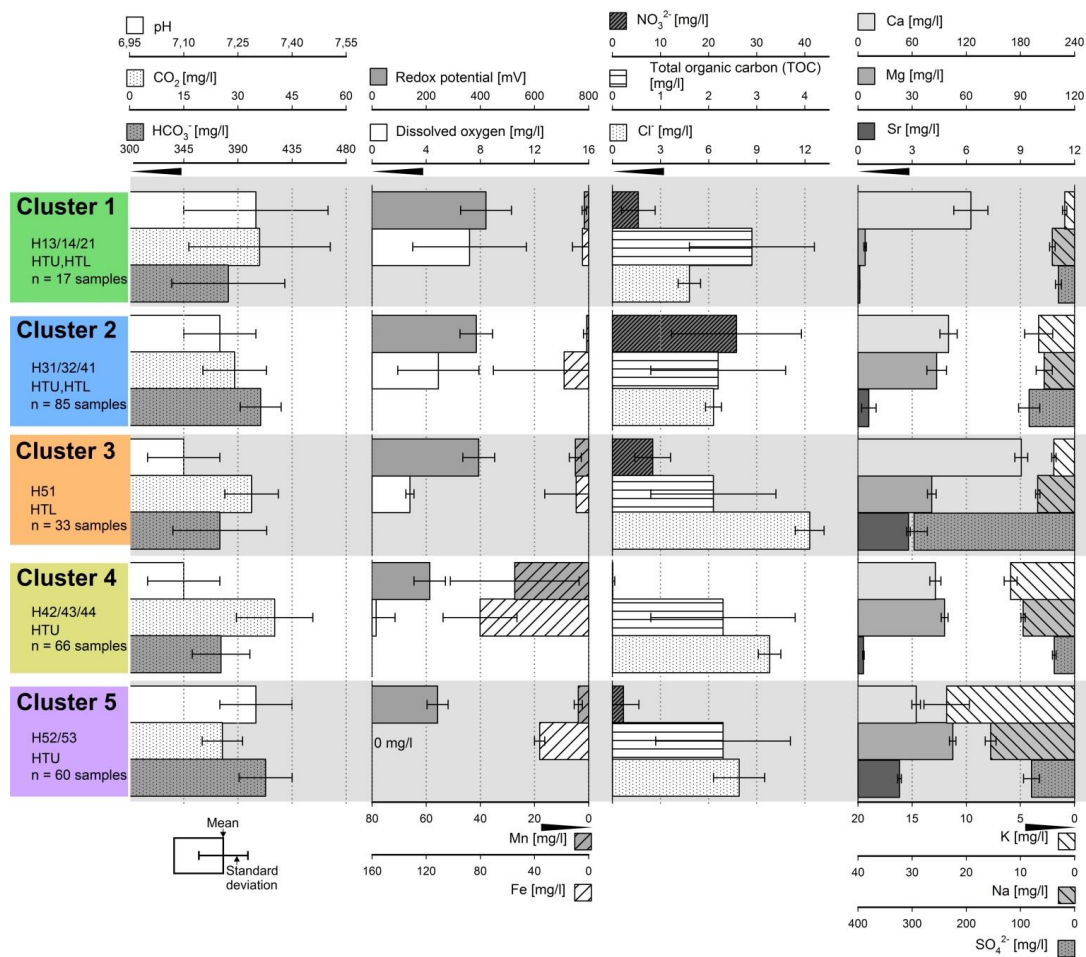 pH
6,95 7,10 7,25 7,40 7,55
CO2 [mg/l]
0 15 30 45 60
HCO3- [mg/l]
300 345 390 435 480
Redox potential [mV]
0 200 400 600 800
Dissolved oxygen [mg/l]
0 4 8 12 16
NO32- [mg/l]
0 10 20 30 40
Total organic carbon (TOC)
[mg/l]
0 1 2 3 4
Cl- [mg/l]
0 3 6 9 12
Ca [mg/l]
0 60 120 180 240
Mg [mg/l]
0 30 60 90 120
Sr [mg/l]
0 3 6 9 12
Cluster 1
H13/14/21
HTU,HTL
n = 17 samples
Cluster 2
H31/32/41
HTU,HTL
n = 85 samples
Cluster 3
H51
HTL
n = 33 samples
Cluster 4
H42/43/44
HTU
n = 66 samples
Cluster 5
H52/53
HTU
n = 60 samples
0 mg/l
Mean
Standard
deviation
80 60 40 20 0
Mn [mg/l]
160 120 80 40 0
Fe [mg/l]
20 15 10 5 0
K [mg/l]
40 30 20 10 0
Na [mg/l]
400 300 200 100 0
SO42- [mg/l]